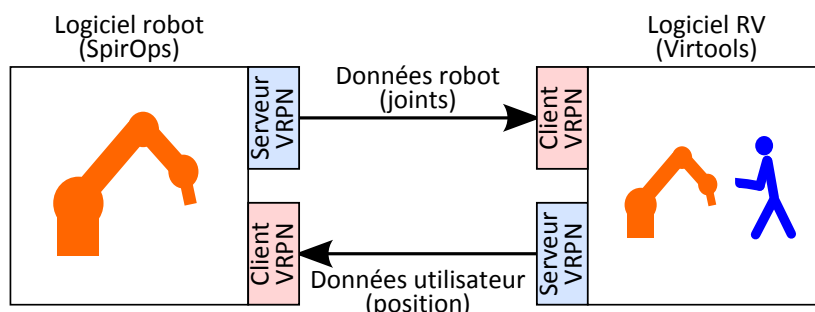 Logiciel robot
(SpirOps)
Logiciel RV
(Virtools)
Serveur
VRPN
Données robot
(joints)
Client
VRPN
Client
VRPN
Données utilisateur
(position)
Serveur
VRPN